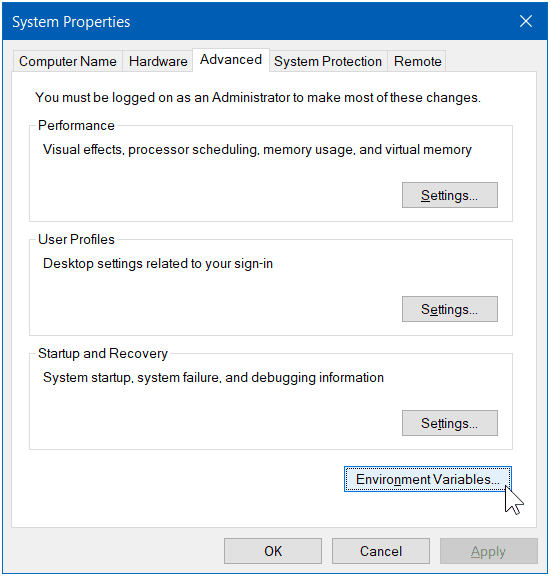 System Properties
Computer Name Hardware Advanced System Protection Remote
You must be logged on as an Administrator to make most of these changes.
Performance
Visual effects, processor scheduling, memory usage, and virtual memory
Settings...
User Profiles
Desktop settings related to your sign-in
Settings...
Startup and Recovery
System startup, system failure, and debugging information
Settings...
Environment Variables...
OK Cancel Apply